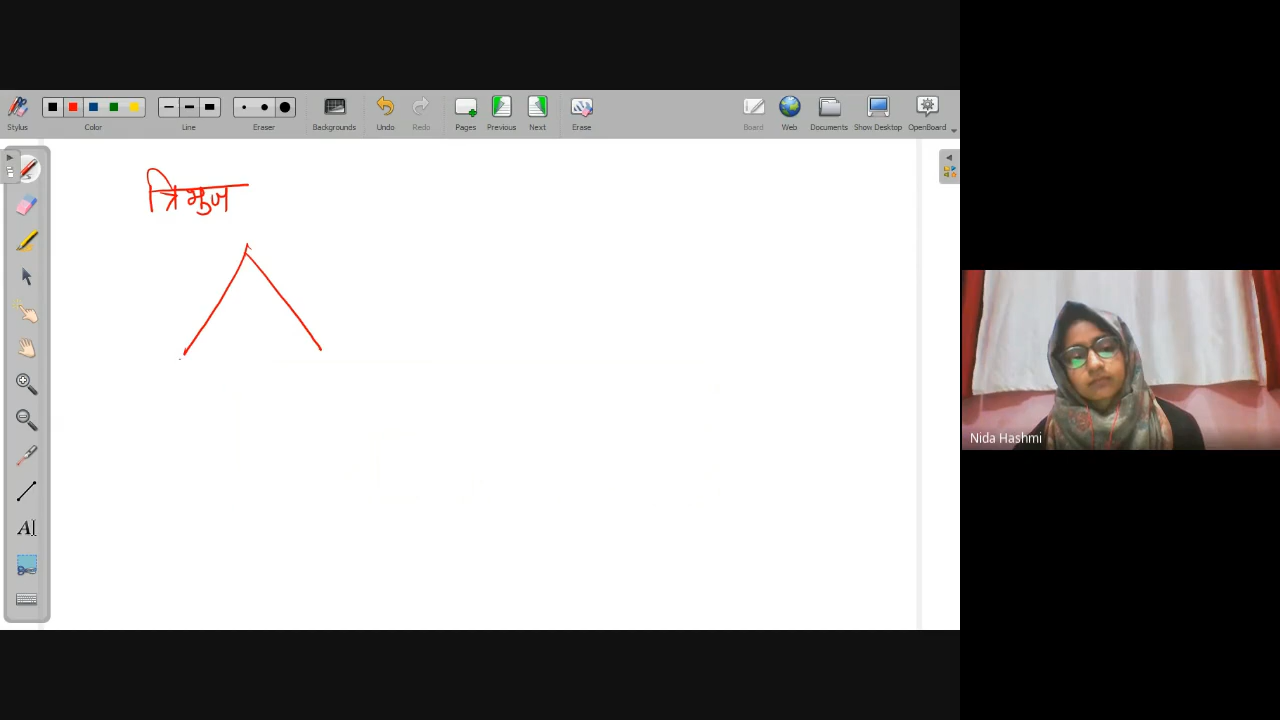 Stylus
Color
Line
Eraser
Backgrounds
Undo
Redo
Pages
Previous
Next
Erase
Board
Web
Documents
Show Desktop
OpenBoard
त्रिभुज
A
Nida Hashmi